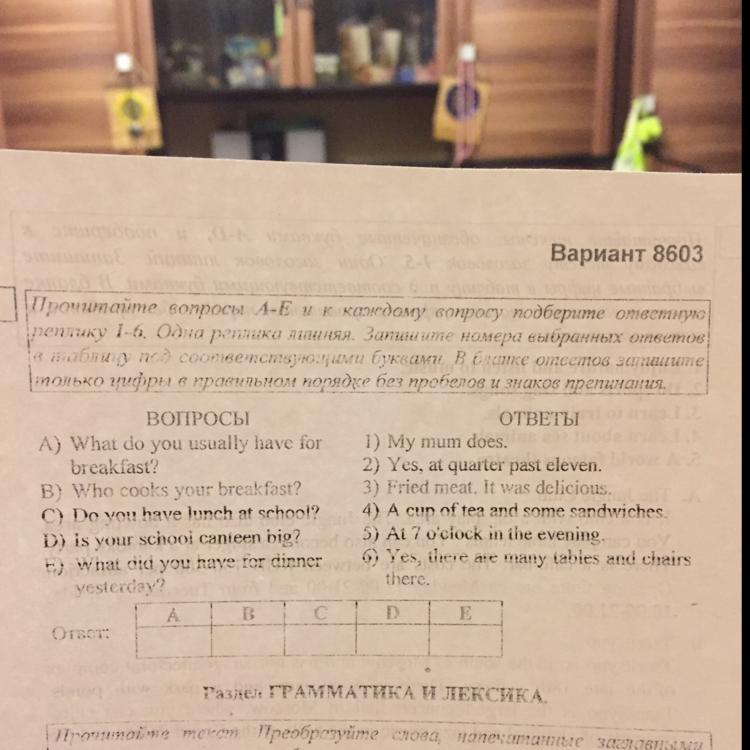 Вариант 8603
Прочитайте вопросы А-Е и к каждому вопросу подберите ответную
реплику 1-6. Одна реплика лишняя. Запишите номера выбранных ответов
в таблицу под соответствующими буквами. В бланке ответов запишите
только цифры в правильном порядке без пробелов и знаков препинания.
ВОПРОСЫ
A) What do you usually have for
breakfast?
B) Who cooks your breakfast?
C) Do you have lunch at school?
D) Is your school canteen big?
E) What did you have for dinner
yesterday?
ОТВЕТЫ
1) My mum does.
2) Yes, at quarter past eleven.
3) Fried meat. It was delicious.
4) A cup of tea and some sandwiches.
5) At 7 o'clock in the evening.
6) Yes, there are many tables and chairs
there.
A B C D E
Ответ:
Раздел ГРАММАТИКА И ЛЕКСИКА.
Прочитайте текст. Преобразуйте слова, напечатанные заглавными